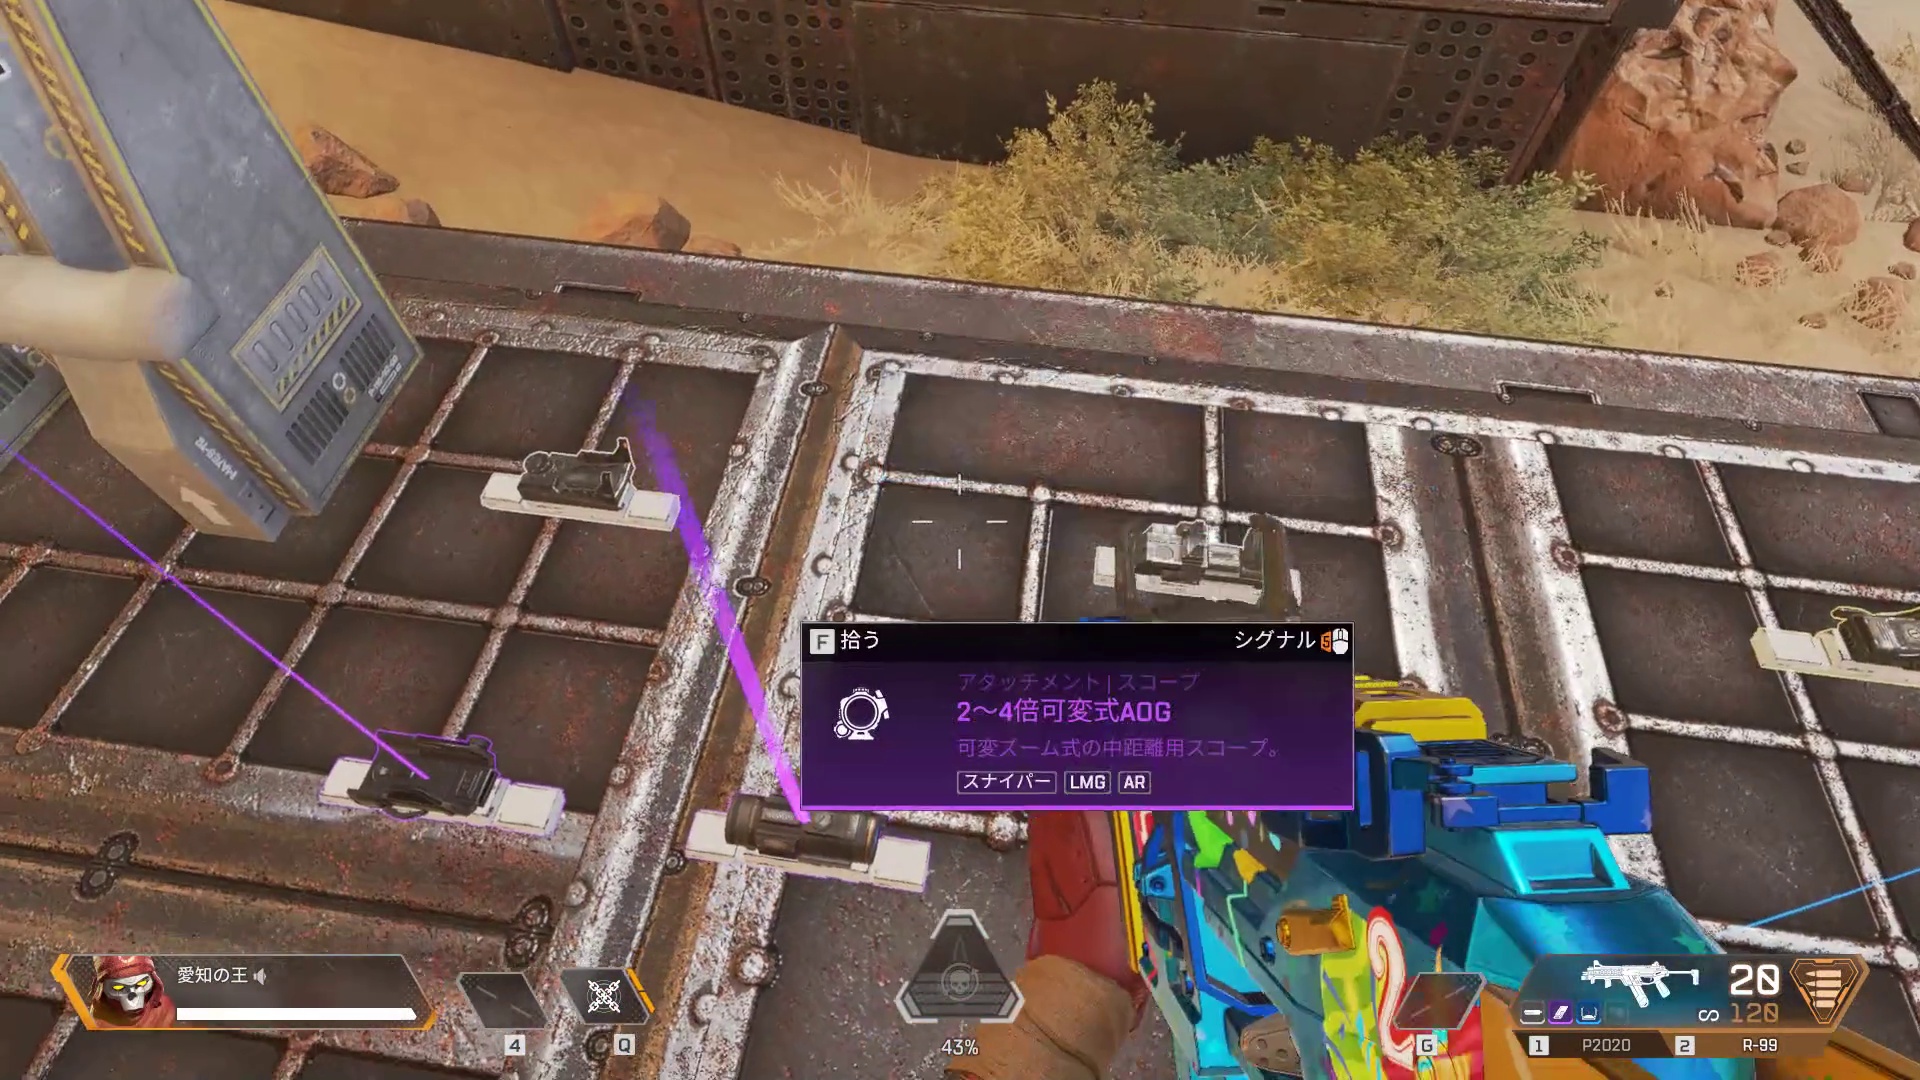 F 拾う
シグナル 5
アタッチメント | スコープ
2〜4倍可変式AOG
可変ズーム式の中距離用スコープ。
スナイパー LMG AR
愛知の王
4
Q
43%
G
20
∞ 120
1 P2020 2 R-99